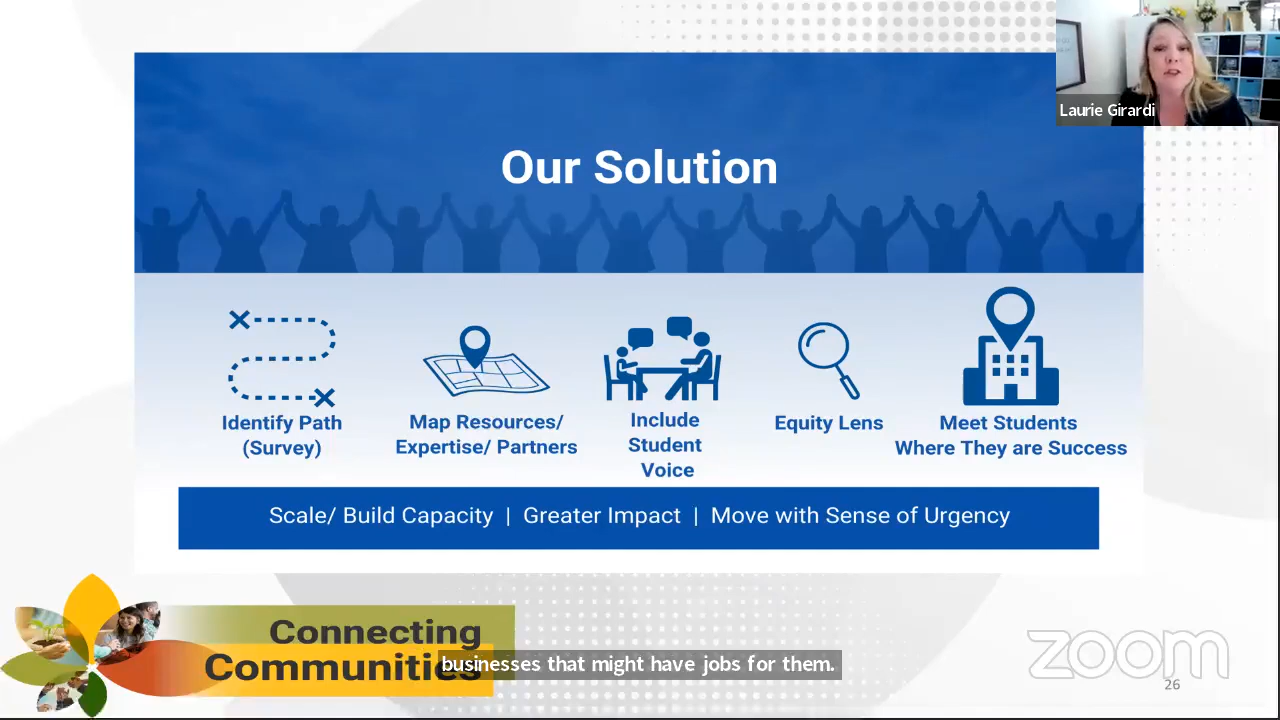 Laurie Girardi
Our Solution
Identify Path
(Survey)
Map Resources/
Expertise/ Partners
Include
Student
Voice
Equity Lens
Meet Students
Where They are Success
Scale/ Build Capacity | Greater Impact | Move with Sense of Urgency
Connecting
Communities
businesses that might have jobs for them.
zoom
26